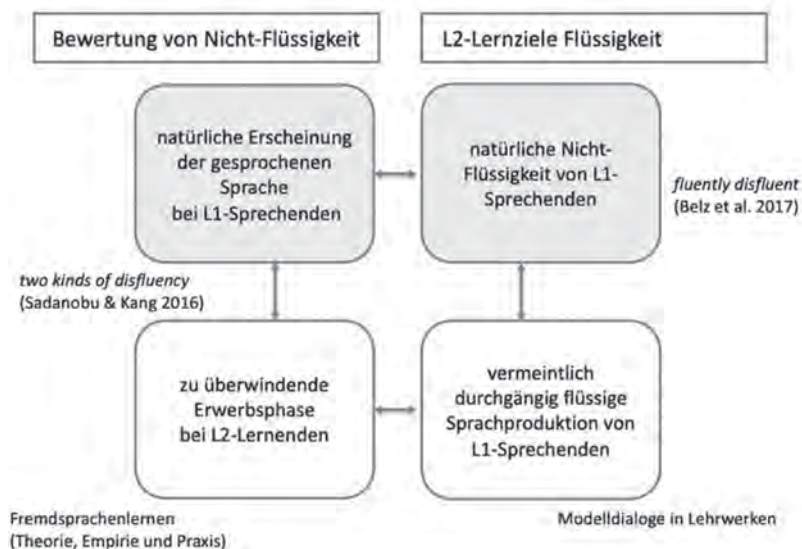 Bewertung von Nicht-Flüssigkeit
L2-Lernziele Flüssigkeit
natürliche Erscheinung
der gesprochenen
Sprache
bei L1-Sprechenden
natürliche Nicht-
Flüssigkeit von L1-
Sprechenden
fluently disfluent
(Belz et al. 2017)
two kinds of disfluency
(Sadanobu & Kang 2016)
zu überwindende
Erwerbsphase
bei L2-Lernenden
vermeintlich
durchgängig flüssige
Sprachproduktion von
L1-Sprechenden
Fremdsprachenlernen
(Theorie, Empirie und Praxis)
Modelldialoge in Lehrwerken